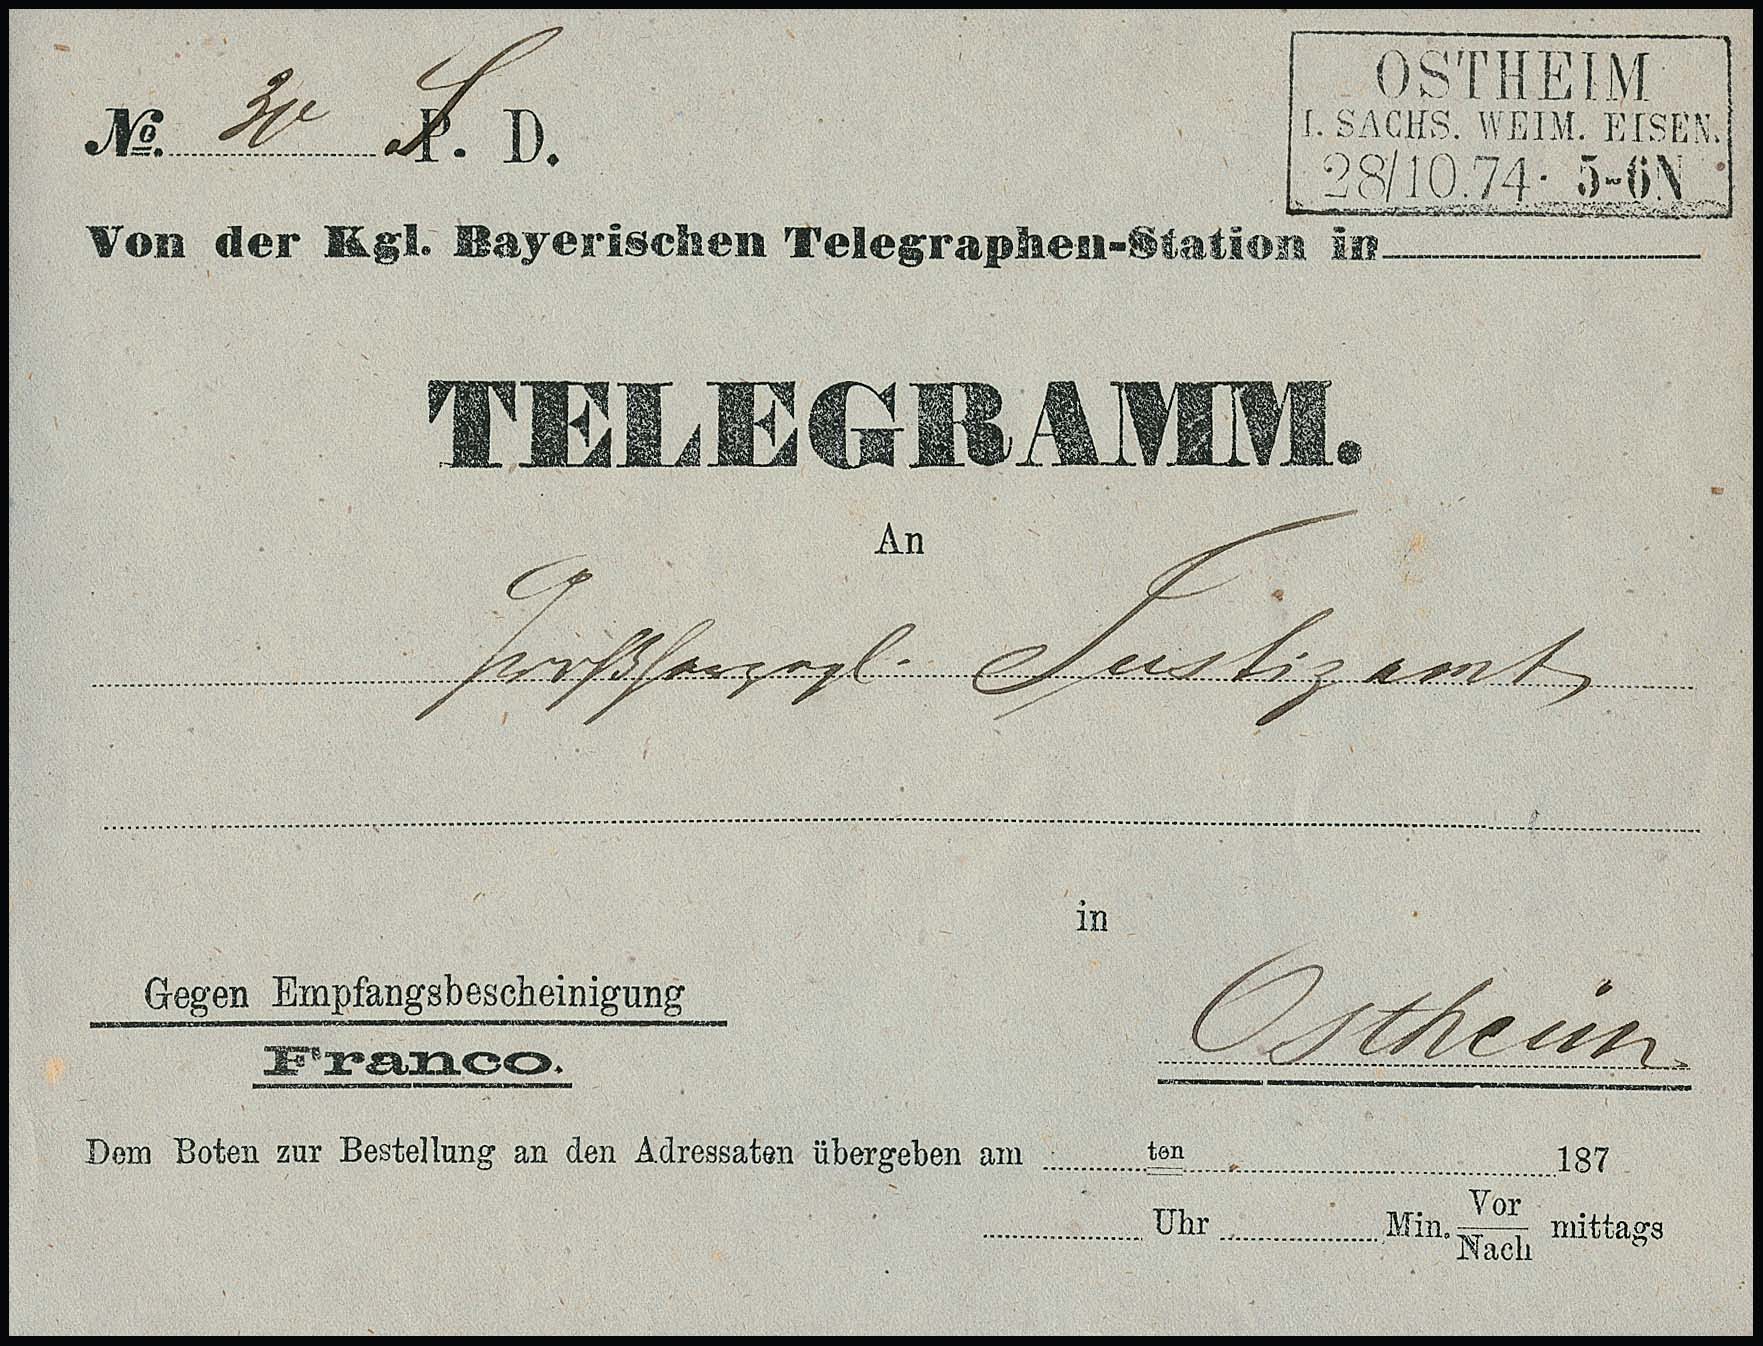 OSTHEIM
I. SACHS. WEIM. EISEN.
28/10.74. 5-6N
No. S P. D.
Von der Kgl. Bayerischen Telegraphen-Station in
TELEGRAMM.
An
Großherzogl. Justizamt
in
Ostheim
Gegen Empfangsbescheinigung
Franco.
Dem Boten zur Bestellung an den Adressaten übergeben am ten 187
Uhr Min. Vor/Nach mittags